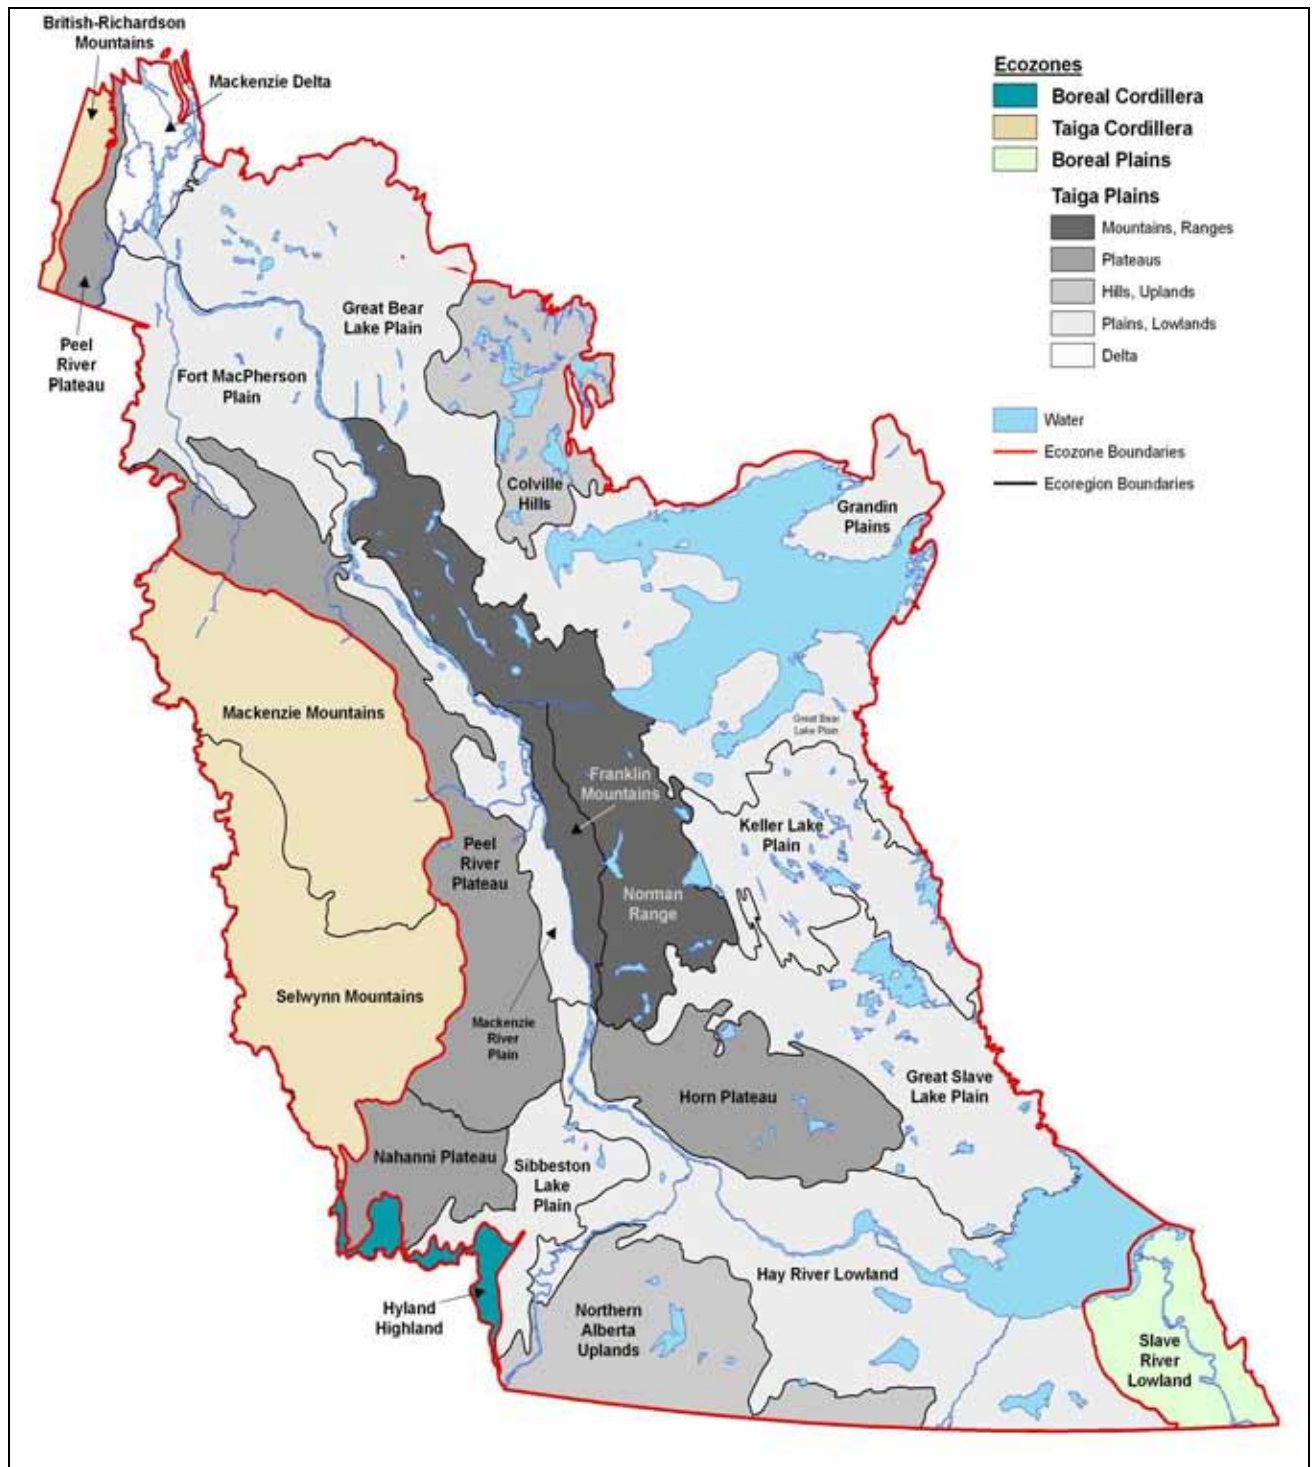 British-Richardson
Mountains
Mackenzie Delta
Ecozones
Boreal Cordillera
Taiga Cordillera
Boreal Plains
Taiga Plains
Mountains, Ranges
Plateaus
Hills, Uplands
Plains, Lowlands
Delta
Water
Ecozone Boundaries
Ecoregion Boundaries
Great Bear
Lake Plain
Peel
River
Plateau
Fort MacPherson
Plain
Colville
Hills
Grandin
Plains
Mackenzie Mountains
Great Bear
Lake Plain
Franklin
Mountains
Keller Lake
Plain
Peel
River
Plateau
Norman
Range
Selwynn Mountains
Mackenzie
River
Plain
Great Slave
Lake Plain
Horn Plateau
Nahanni Plateau
Sibbeston
Lake
Plain
Hay River Lowland
Hyland
Highland
Northern
Alberta
Uplands
Slave
River
Lowland